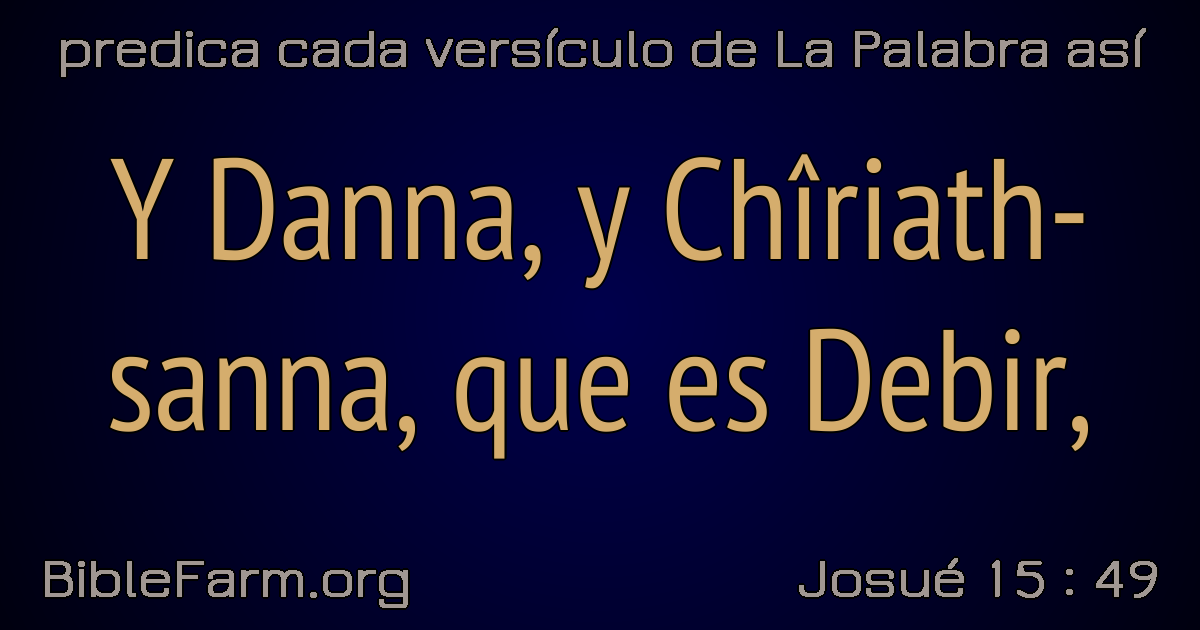 predica cada versículo de La Palabra así
Y Danna, y Chîriath-
sanna, que es Debir,
BibleFarm.org
Josué 15 : 49